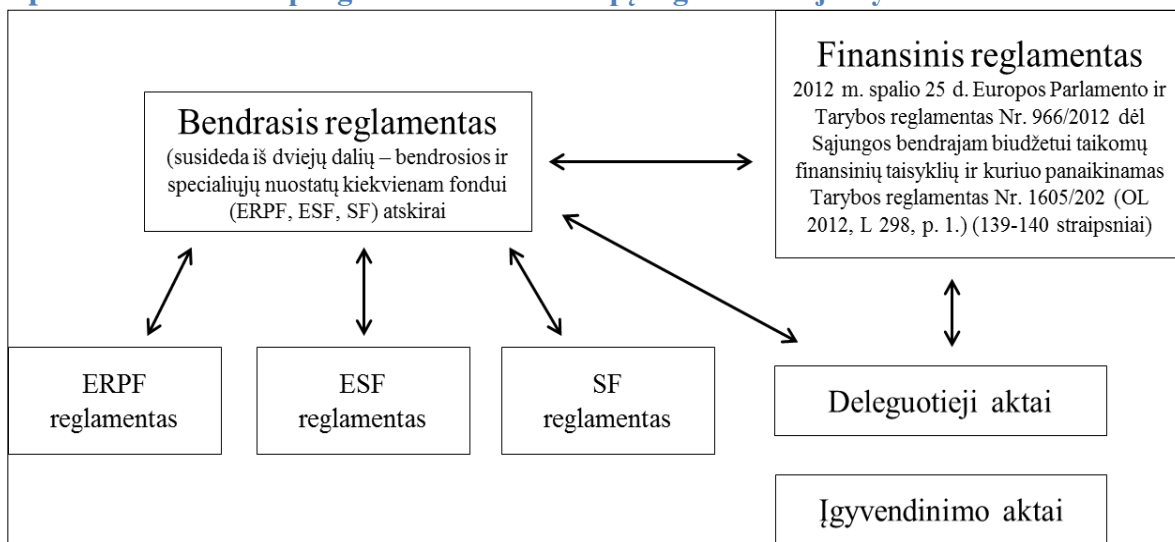 Bendrasis reglamentas
(susideda iš dviejų dalių – bendrosios ir
specialiųjų nuostatų kiekvienam fondui
(ERPF, ESF, SF) atskirai
Finansinis reglamentas
2012 m. spalio 25 d. Europos Parlamento ir
Tarybos reglamentas Nr. 966/2012 dėl
Sąjungos bendrajam biudžetui taikomų
finansinių taisyklių ir kuriuo panaikinamas
Tarybos reglamentas Nr. 1605/202 (OL
2012, L 298, p. 1.) (139-140 straipsniai)
ERPF
reglamentas
ESF
reglamentas
SF
reglamentas
Deleguotieji aktai
Įgyvendinimo aktai